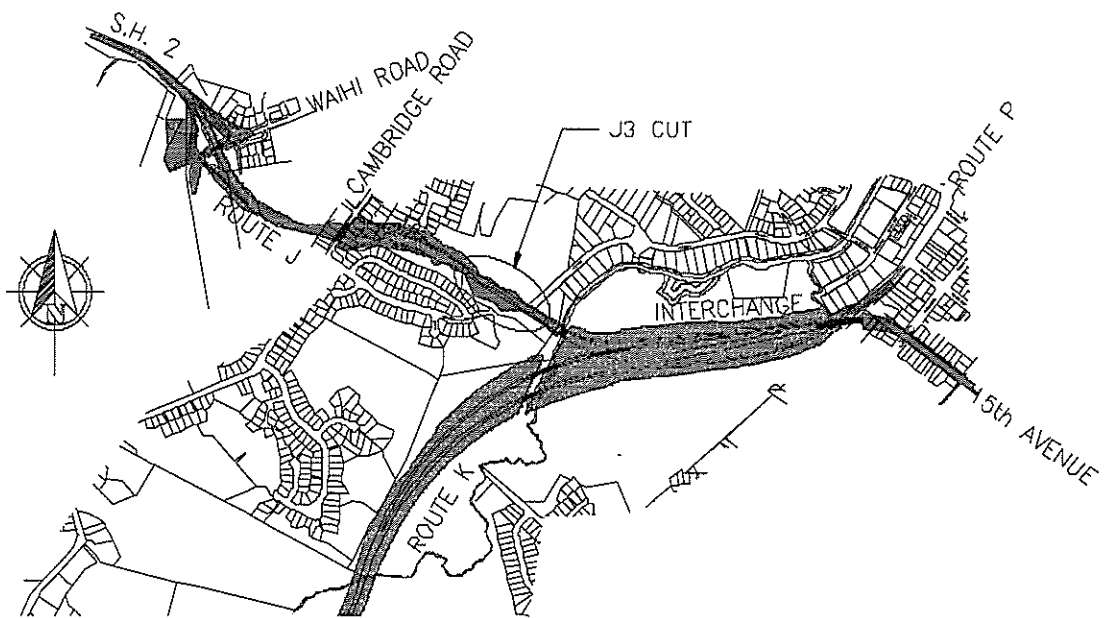 S.H. 2
WAIHI ROAD
CAMBRIDGE ROAD
J3 CUT
ROUTE P
ROUTE J
INTERCHANGE
N
15th AVENUE
ROUTE K